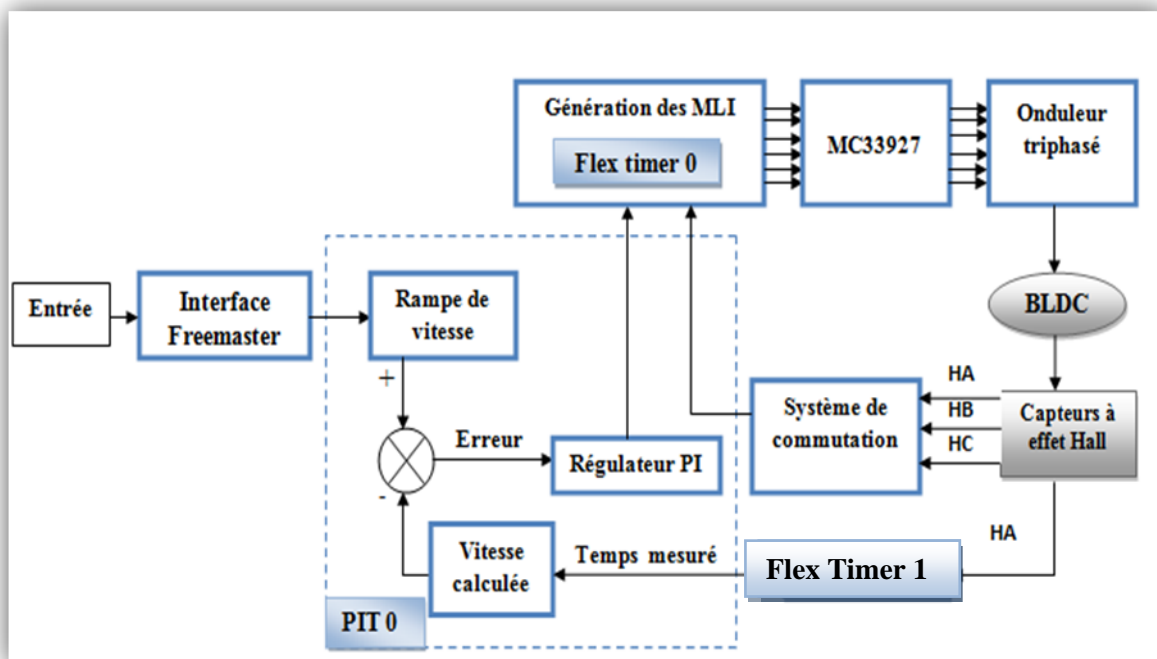 Génération des MLI
Flex timer 0
MC33927
Onduleur
triphasé
Entrée
Interface
Freemaster
Rampe de
vitesse
BLDC
+
HA
HB
HC
Système de
commutation
Capteurs à
effet Hall
Erreur
Régulateur PI
-
HA
Vitesse
calculée
Temps mesuré
Flex Timer 1
PIT 0